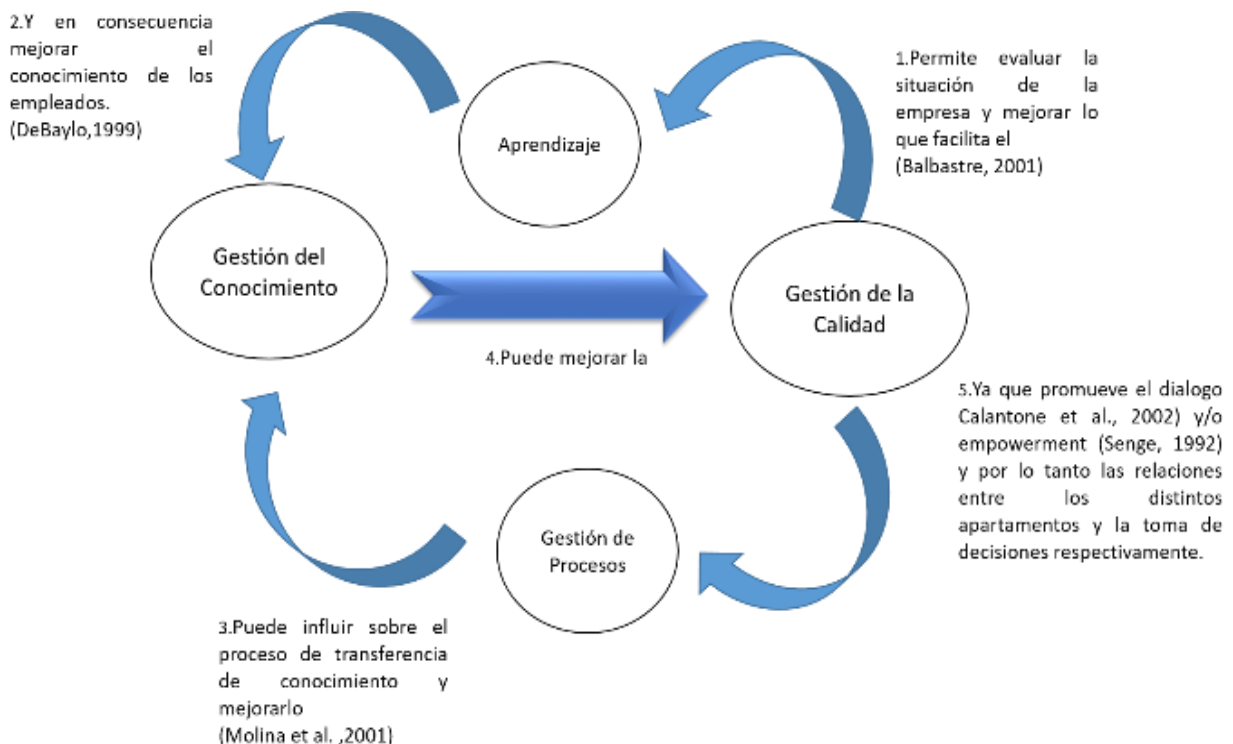 2.Y en consecuencia
mejorar el
conocimiento de los
empleados.
(DeBaylo,1999)
1.Permite evaluar la
situación de la
empresa y mejorar lo
que facilita el
(Balbastre, 2001)
Aprendizaje
Gestión del
Conocimiento
Gestión de la
Calidad
4.Puede mejorar la
5.Ya que promueve el dialogo
Calantone et al., 2002) y/o
empowerment (Senge, 1992)
y por lo tanto las relaciones
entre los distintos
apartamentos y la toma de
decisiones respectivamente.
Gestión de
Procesos
3.Puede influir sobre el
proceso de transferencia
de conocimiento y
mejorarlo
(Molina et al. ,2001)